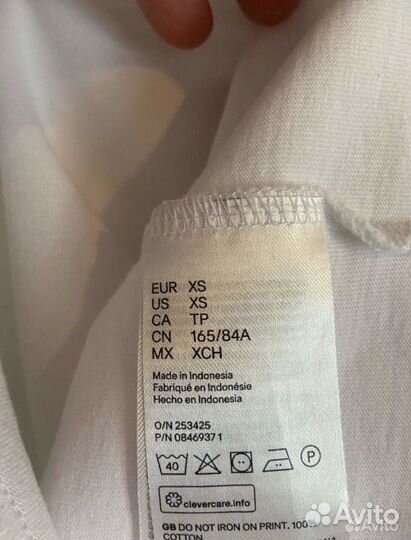 EUR XS
US XS
CA TP
CN 165/84A
MX XCH
Made in Indonesia
Fabriqué en Indonésie
Hecho en Indonesia
O/N 253425
P/N 08469371
40 P
clevercare.info
GB DO NOT IRON ON PRINT. 100%
COTTON
Avito